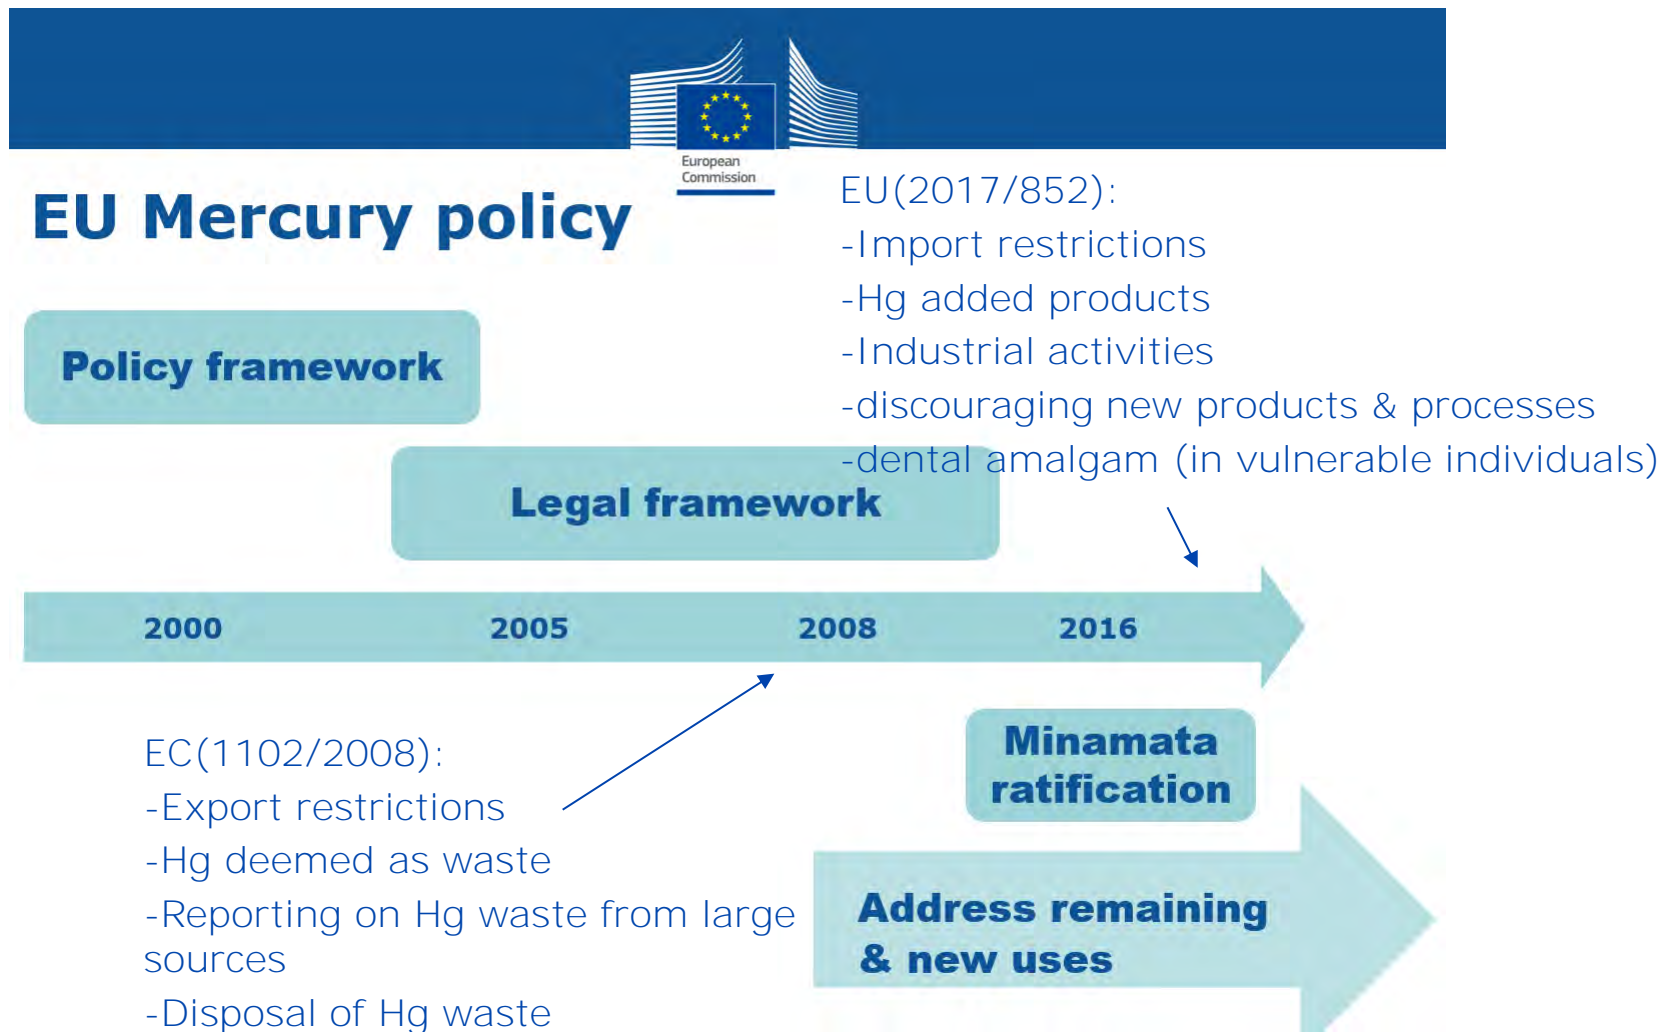 European
Commission
EU Mercury policy
EU(2017/852):
-Import restrictions
-Hg added products
-Industrial activities
-discouraging new products & processes
-dental amalgam (in vulnerable individuals)
Policy framework
Legal framework
2000 2005 2008 2016
EC(1102/2008):
-Export restrictions
-Hg deemed as waste
-Reporting on Hg waste from large
sources
-Disposal of Hg waste
Minamata
ratification
Address remaining
& new uses